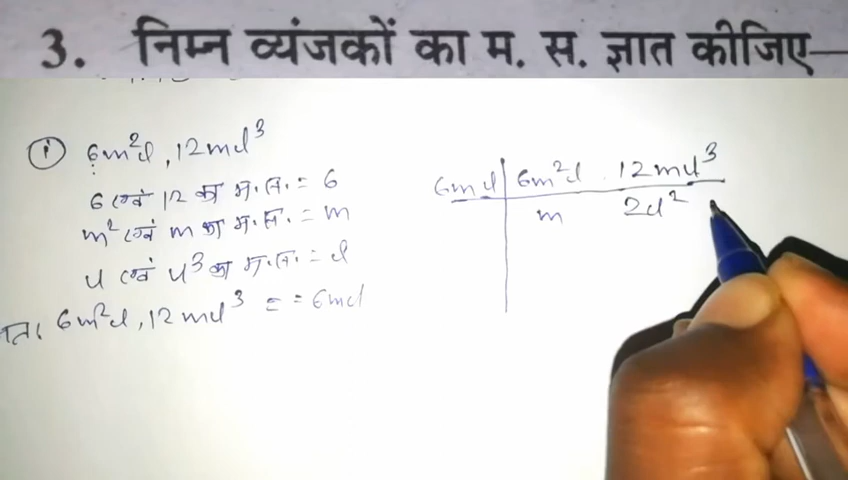 3. निम्न व्यंजकों का म. स. ज्ञात कीजिए—
① 6m²l, 12ml³
6 एवं 12 का म.स. = 6
m² एवं m का म.स. = m
l एवं l³ का म.स. = l
6m²l, 12ml³ = = 6ml
6ml | 6m²l . 12ml³
m 2l²